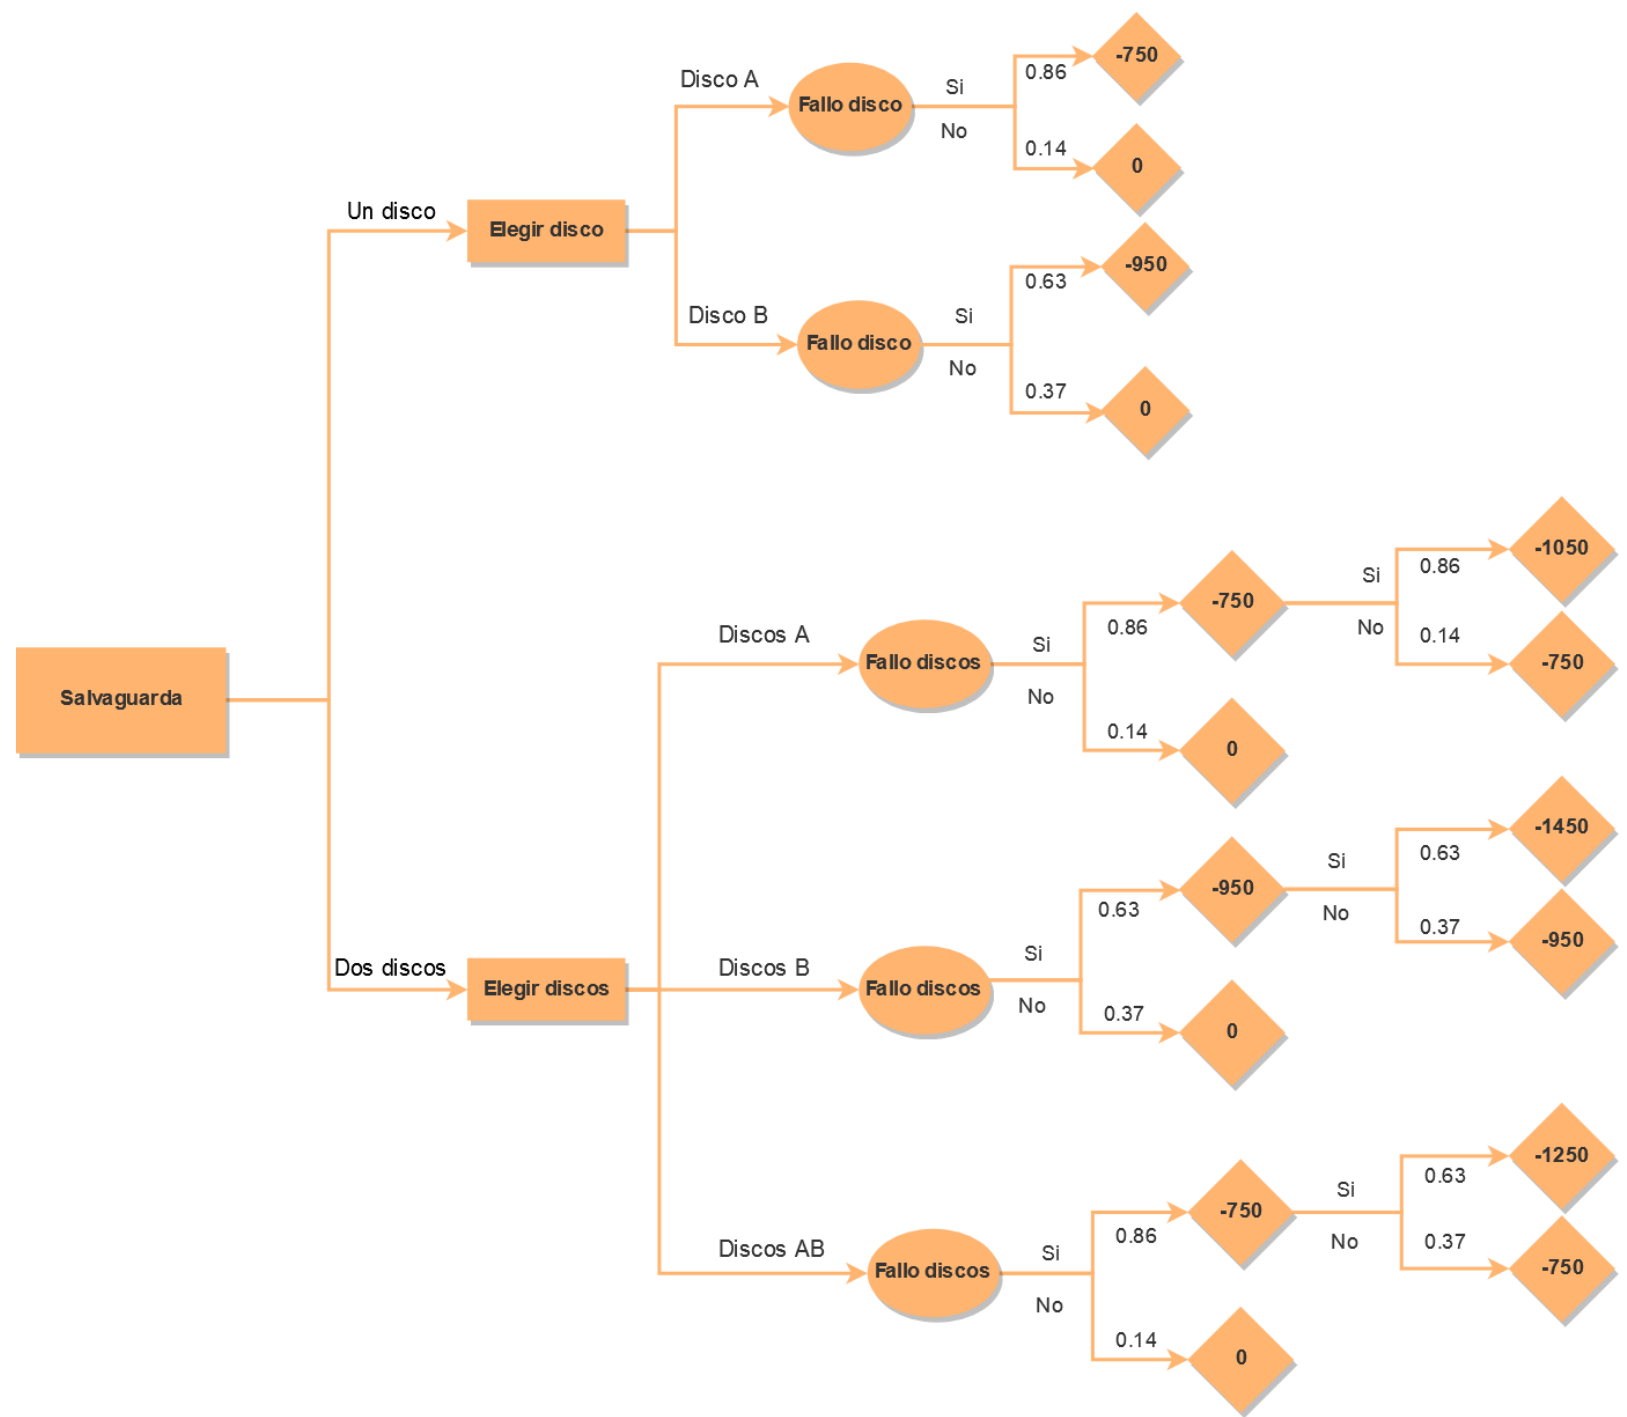 Salvaguarda
Un disco
Elegir disco
Disco A
Fallo disco
Si
No
0.86
-750
0.14
0
Disco B
Fallo disco
Si
No
0.63
-950
0.37
0
Dos discos
Elegir discos
Discos A
Fallo discos
Si
No
0.86
-750
Si
No
0.86
-1050
0.14
-750
0.14
0
Discos B
Fallo discos
Si
No
0.63
-950
Si
No
0.63
-1450
0.37
-950
0.37
0
Discos AB
Fallo discos
Si
No
0.86
-750
Si
No
0.63
-1250
0.37
-750
0.14
0